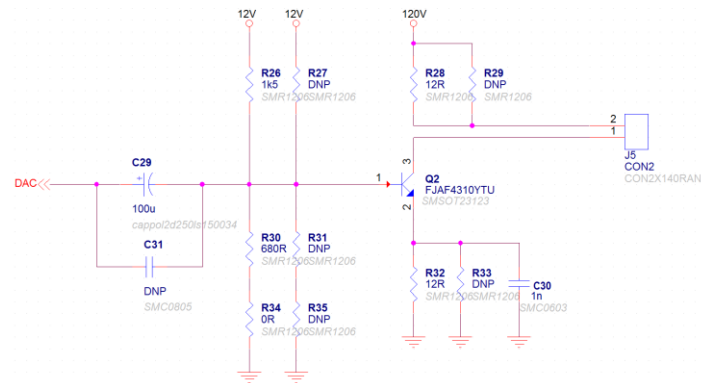 12V
12V
120V
R26
1k5
SMR1206
R27
DNP
SMR1206
R28
12R
SMR1206
R29
DNP
SMR1206
2
1
J5
CON2
CON2X140RAN
DAC
C29
+
100u
cappol2d250ls150034
C31
DNP
SMC0805
1
3
2
Q2
FJAF4310YTU
SMSOT23123
R30
680R
SMR1206
R31
DNP
SMR1206
R34
0R
SMR1206
R35
DNP
SMR1206
R32
12R
SMR1206
R33
DNP
SMR1206
C30
1n
SMC0603